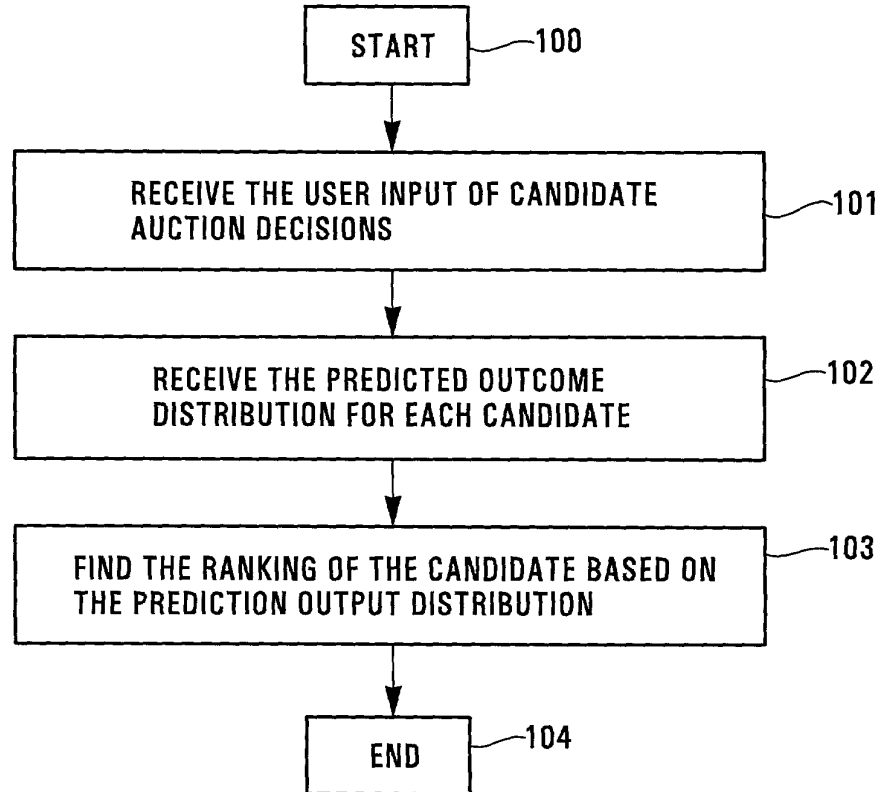 START
100
RECEIVE THE USER INPUT OF CANDIDATE
AUCTION DECISIONS
101
RECEIVE THE PREDICTED OUTCOME
DISTRIBUTION FOR EACH CANDIDATE
102
FIND THE RANKING OF THE CANDIDATE BASED ON
THE PREDICTION OUTPUT DISTRIBUTION
103
END
104